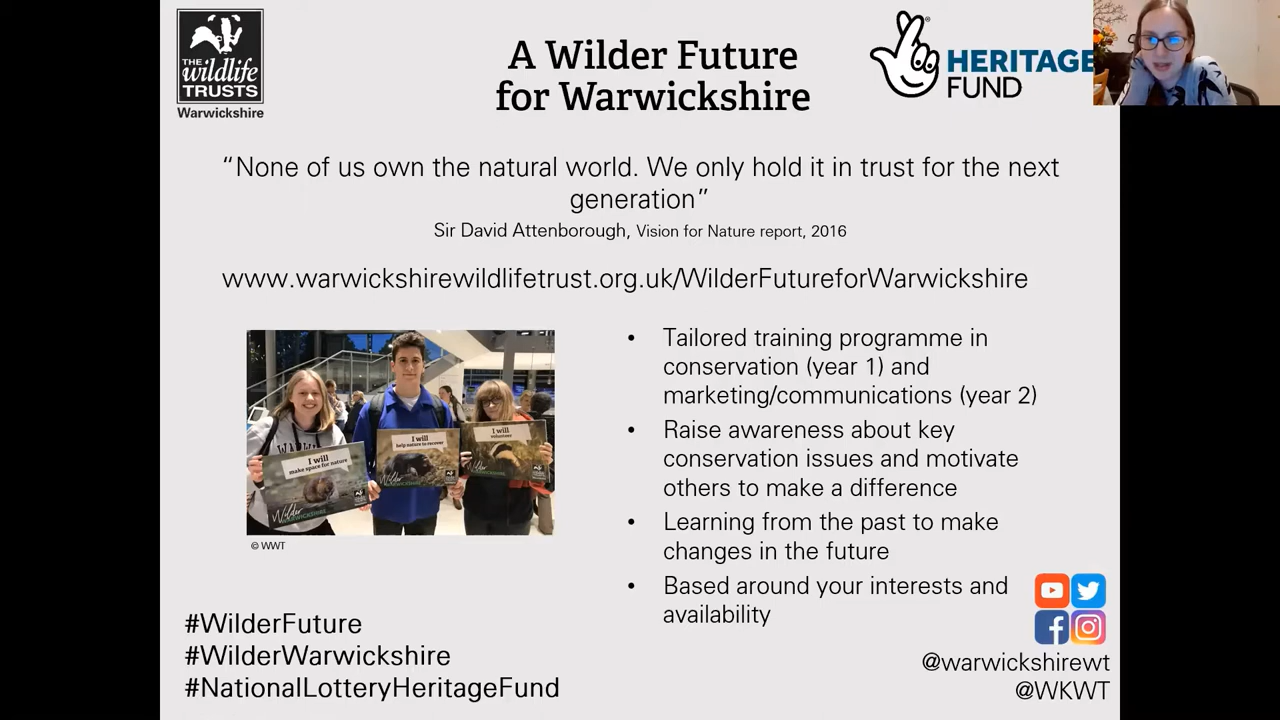 THE
wildlife
TRUSTS
Warwickshire
A Wilder Future
for Warwickshire
HERITAGE
FUND
“None of us own the natural world. We only hold it in trust for the next
generation”
Sir David Attenborough, Vision for Nature report, 2016
www.warwickshirewildlifetrust.org.uk/WilderFutureforWarwickshire
I will
make space for nature
Wilder
WARWICKSHIRE
I will
help nature to recover
Wilder
I will
volunteer
Wilder
© WWT
• Tailored training programme in
conservation (year 1) and
marketing/communications (year 2)
• Raise awareness about key
conservation issues and motivate
others to make a difference
• Learning from the past to make
changes in the future
• Based around your interests and
availability
#WilderFuture
#WilderWarwickshire
#NationalLotteryHeritageFund
@warwickshirewt
@WKWT